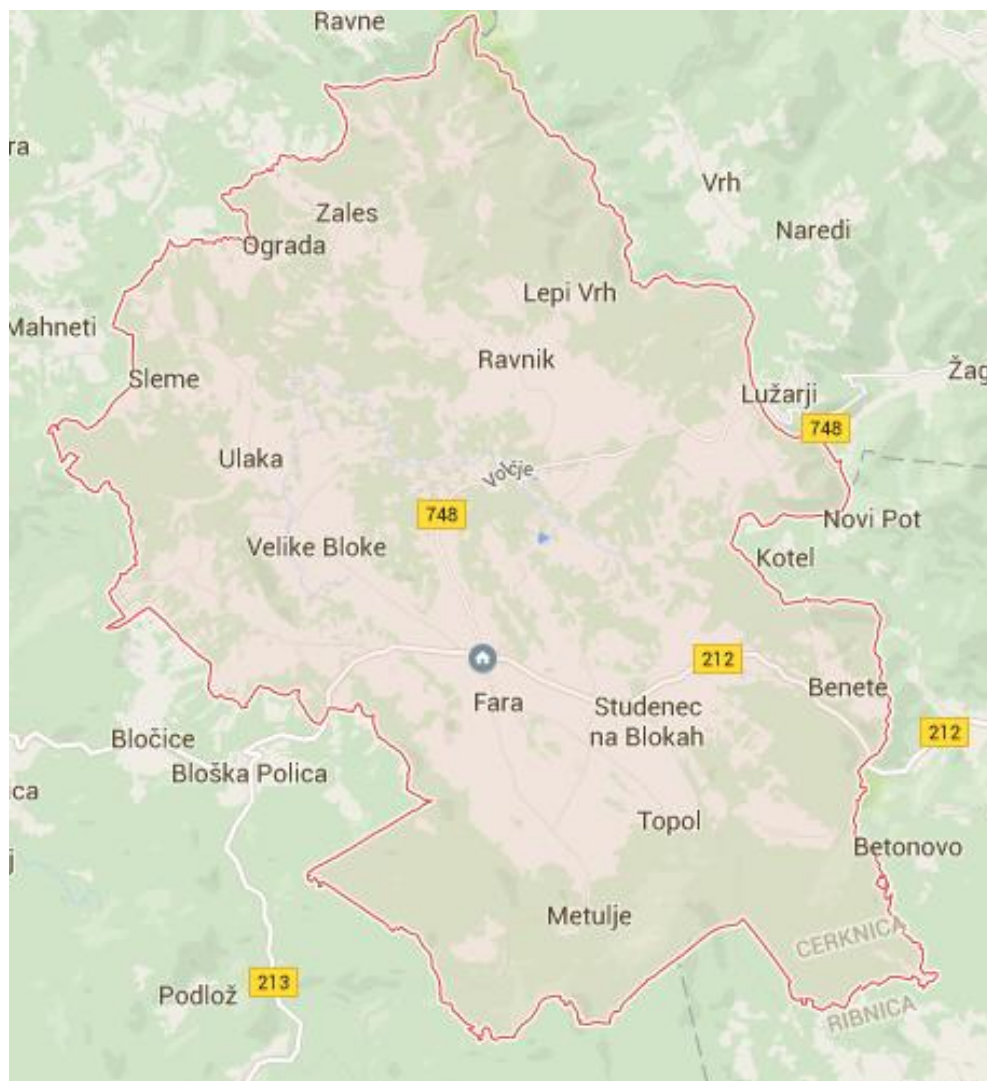 Ravne
ra
Vrh
Zales
Naredi
Ograda
Lepi Vrh
Mahneti
Ravnik
Žag
Sleme
Lužarji
748
Ulaka
Volčje
748
Novi Pot
Velike Bloke
Kotel
212
Benete
Fara
Studenec
na Blokah
212
Bločice
Bloška Polica
ca
Topol
Betonovo
Metulje
CERKNICA
213
Podlož
RIBNICA